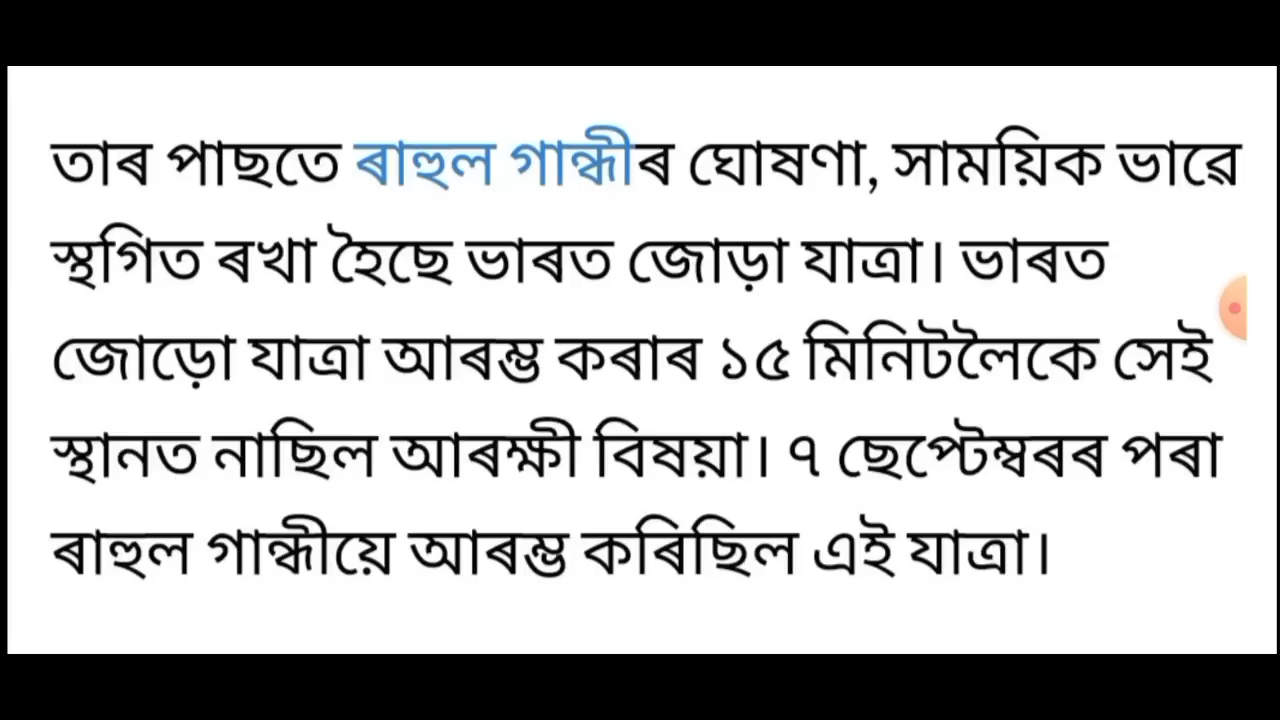 তাৰ পাছতে ৰাহুল গান্ধীৰ ঘোষণা, সাময়িক ভাৱে
স্থগিত ৰখা হৈছে ভাৰত জোড়া যাত্ৰা। ভাৰত
জোড়ো যাত্ৰা আৰম্ভ কৰাৰ ১৫ মিনিটলৈকে সেই
স্থানত নাছিল আৰক্ষী বিষয়া। ৭ ছেপ্টেম্বৰৰ পৰা
ৰাহুল গান্ধীয়ে আৰম্ভ কৰিছিল এই যাত্ৰা।